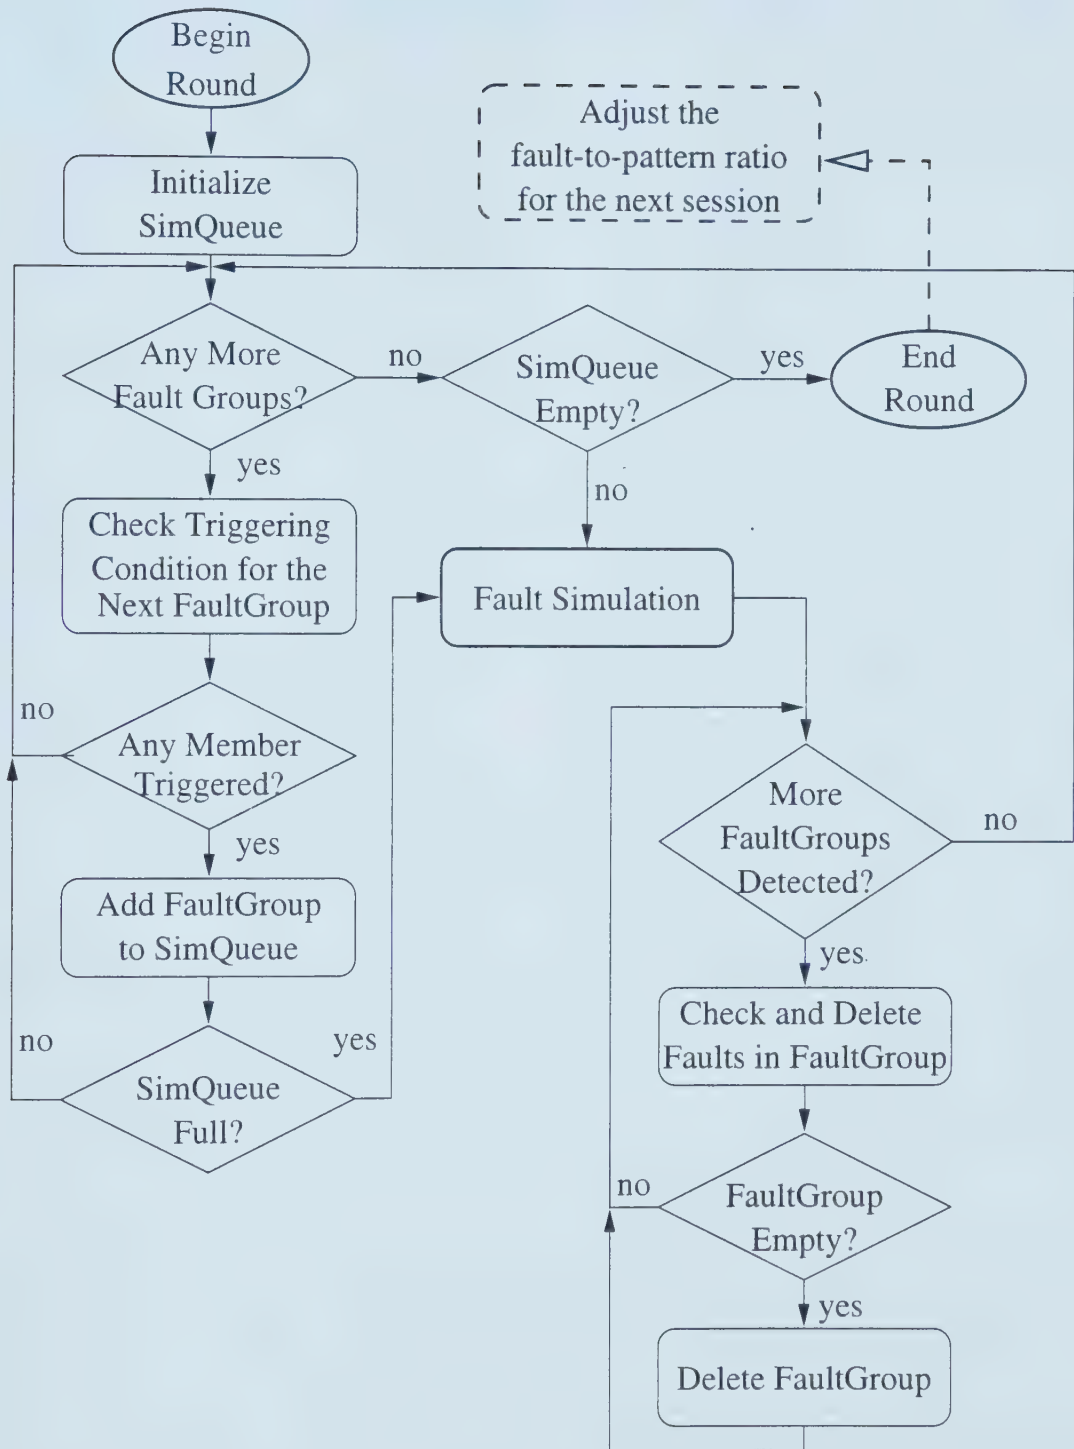 Begin
Round
Adjust the
fault-to-pattern ratio
for the next session
Initialize
SimQueue
Any More
Fault Groups?
no
SimQueue
Empty?
yes
End
Round
yes
no
Check Triggering
Condition for the
Next FaultGroup
Fault Simulation
no
Any Member
Triggered?
yes
More
FaultGroups
Detected?
no
Add FaultGroup
to SimQueue
yes
no
yes
Check and Delete
Faults in FaultGroup
SimQueue
Full?
no
FaultGroup
Empty?
yes
Delete FaultGroup